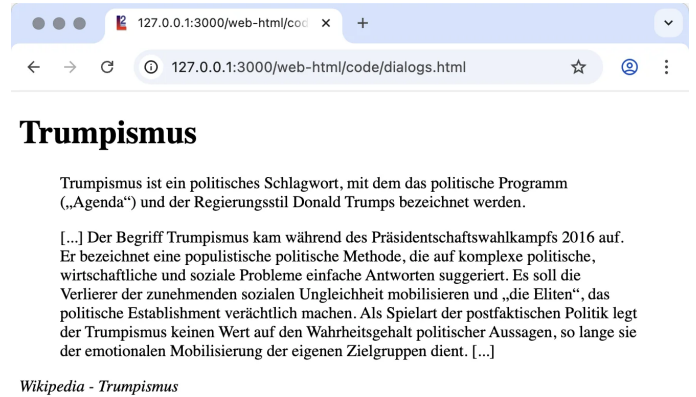 127.0.0.1:3000/web-html/cod
127.0.0.1:3000/web-html/code/dialogs.html
Trumpismus
Trumpismus ist ein politisches Schlagwort, mit dem das politische Programm
(„Agenda“) und der Regierungsstil Donald Trumps bezeichnet werden.
[...] Der Begriff Trumpismus kam während des Präsidentschaftswahlkampfs 2016 auf.
Er bezeichnet eine populistische politische Methode, die auf komplexe politische,
wirtschaftliche und soziale Probleme einfache Antworten suggeriert. Es soll die
Verlierer der zunehmenden sozialen Ungleichheit mobilisieren und „die Eliten“, das
politische Establishment verächtlich machen. Als Spielart der postfaktischen Politik legt
der Trumpismus keinen Wert auf den Wahrheitsgehalt politischer Aussagen, so lange sie
der emotionalen Mobilisierung der eigenen Zielgruppen dient. [...]
Wikipedia - Trumpismus